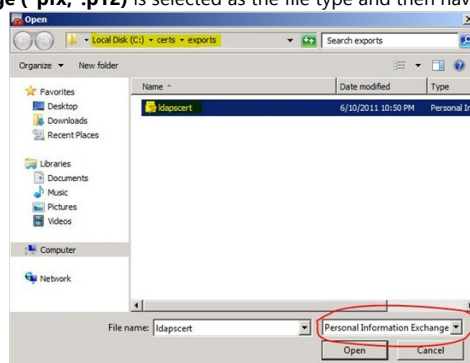 ge (*pfx, *.p12) is selected as the file type and then hav
Open
Local Disk (C:) certs exports
Search exports
Organize New folder
Name Date modified Type
Favorites
Desktop
Downloads
Recent Places
ldapscert 6/10/2011 10:50 PM Personal In
Libraries
Documents
Music
Pictures
Videos
Computer
Network
File name: ldapscert Personal Information Exchange
Open Cancel